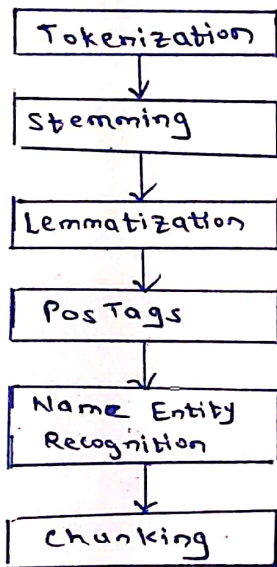 Tokenization
Stemming
Lemmatization
Pos Tags
Name Entity
Recognition
Chunking